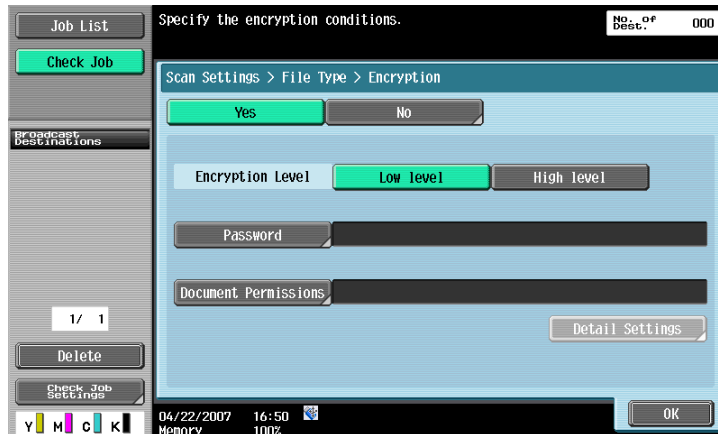 Job List
Check Job
Broadcast
Destinations
1/ 1
Delete
Check Job
Settings
Y M C K
Specify the encryption conditions.
No. of
Dest.
000
Scan Settings > File Type > Encryption
Yes
No
Encryption Level
Low level
High level
Password
Document Permissions
Detail Settings
04/22/2007 16:50
Memory 100%
OK